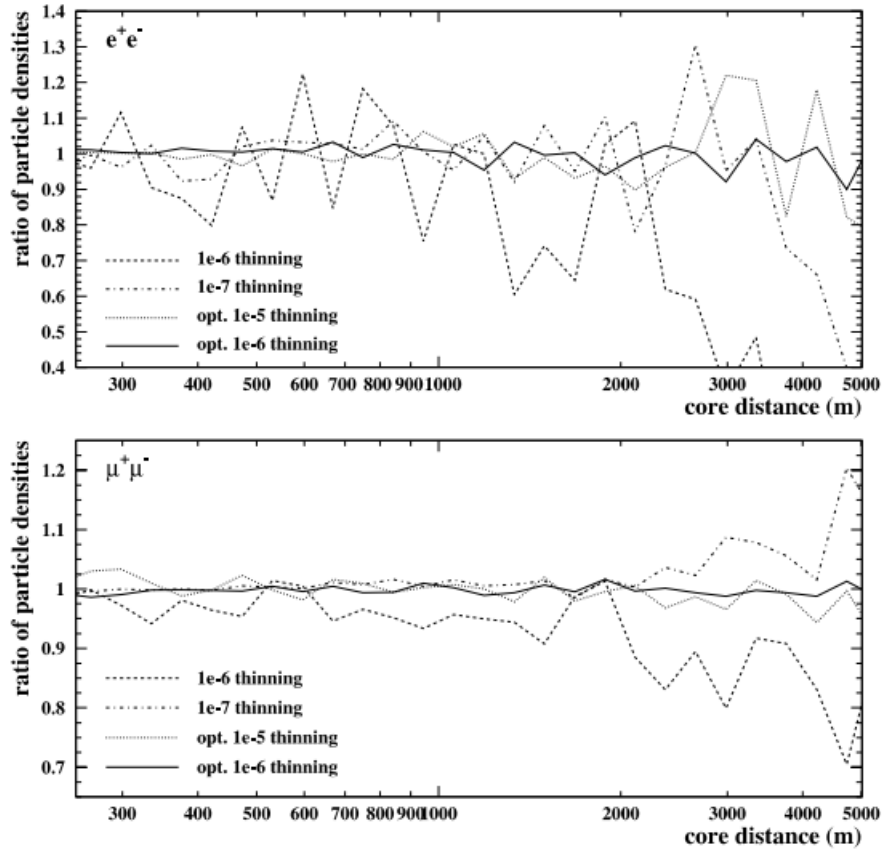 e+e-
ratio of particle densities
1.4
1.3
1.2
1.1
1
0.9
0.8
0.7
0.6
0.5
0.4
1e-6 thinning
1e-7 thinning
opt. 1e-5 thinning
opt. 1e-6 thinning
300 400 500 600 700 800 900 1000 2000 3000 4000 5000
core distance (m)
μ+μ-
ratio of particle densities
1.2
1.1
1
0.9
0.8
0.7
1e-6 thinning
1e-7 thinning
opt. 1e-5 thinning
opt. 1e-6 thinning
300 400 500 600 700 800 900 1000 2000 3000 4000 5000
core distance (m)